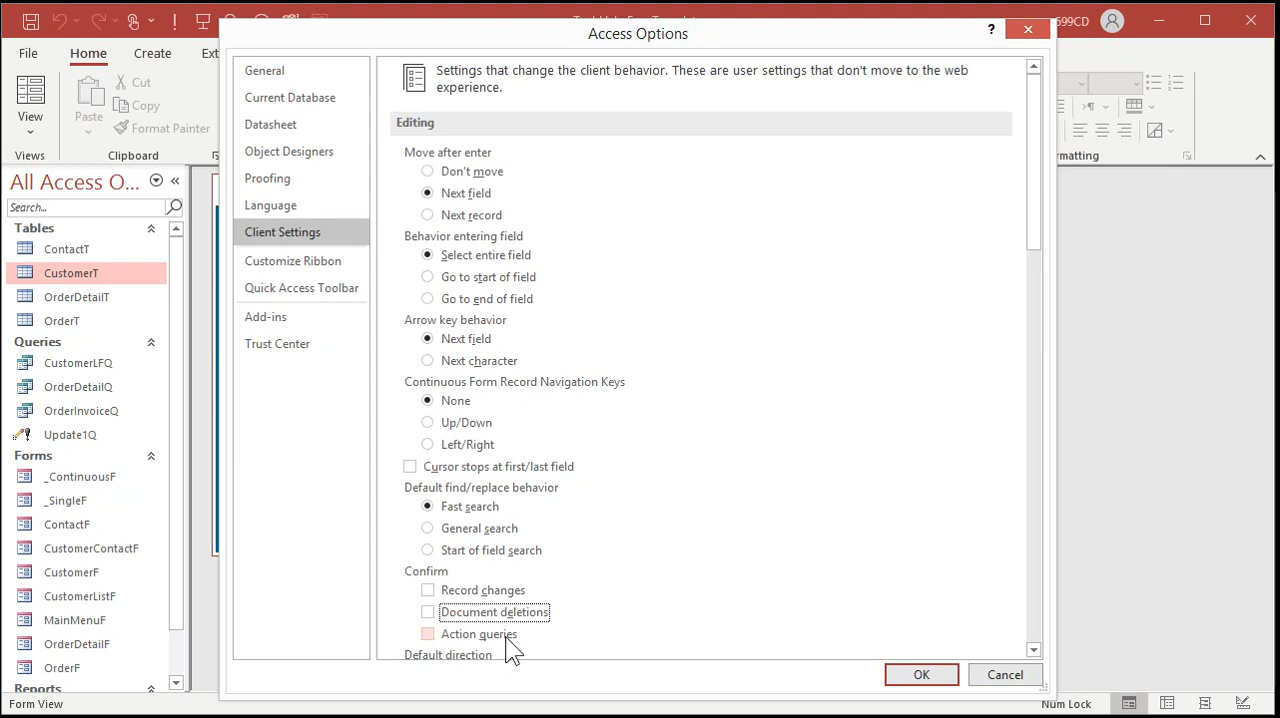 599CD
Access Options
?
File
Home
Create
Ext
View
Views
Paste
Cut
Copy
Format Painter
Clipboard
matting
All Access O...
Search...
Tables
ContactT
CustomerT
OrderDetailT
OrderT
Queries
CustomerLFQ
OrderDetailQ
OrderInvoiceQ
Update1Q
Forms
_ContinuousF
_SingleF
ContactF
CustomerContactF
CustomerF
CustomerListF
MainMenuF
OrderDetailF
OrderF
Reports
General
Current Database
Datasheet
Object Designers
Proofing
Language
Client Settings
Customize Ribbon
Quick Access Toolbar
Add-ins
Trust Center
Settings that change the client behavior. These are user settings that don't move to the web
experience.
Editing
Move after enter
Don't move
Next field
Next record
Behavior entering field
Select entire field
Go to start of field
Go to end of field
Arrow key behavior
Next field
Next character
Continuous Form Record Navigation Keys
None
Up/Down
Left/Right
Cursor stops at first/last field
Default find/replace behavior
Fast search
General search
Start of field search
Confirm
Record changes
Document deletions
Action queries
Default direction
OK
Cancel
Form View
Num Lock